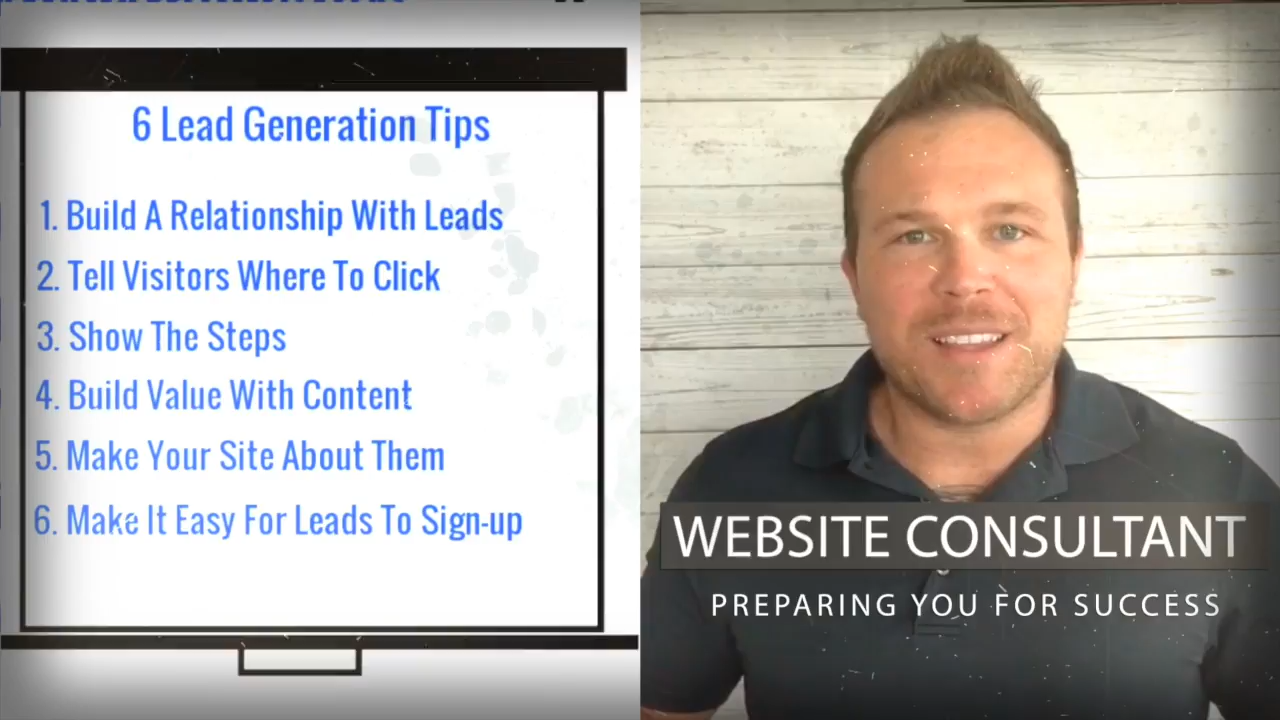 6 Lead Generation Tips
1. Build A Relationship With Leads
2. Tell Visitors Where To Click
3. Show The Steps
4. Build Value With Content
5. Make Your Site About Them
6. Make It Easy For Leads To Sign-up
WEBSITE CONSULTANT
PREPARING YOU FOR SUCCESS